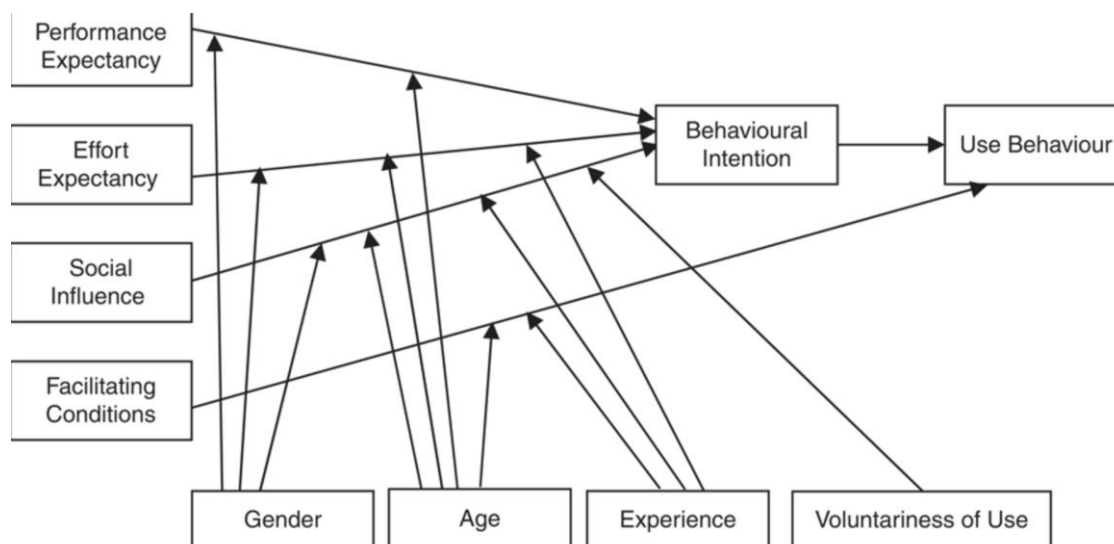 Performance
Expectancy
Effort
Expectancy
Behavioural
Intention
Use Behaviour
Social
Influence
Facilitating
Conditions
Gender
Age
Experience
Voluntariness of Use